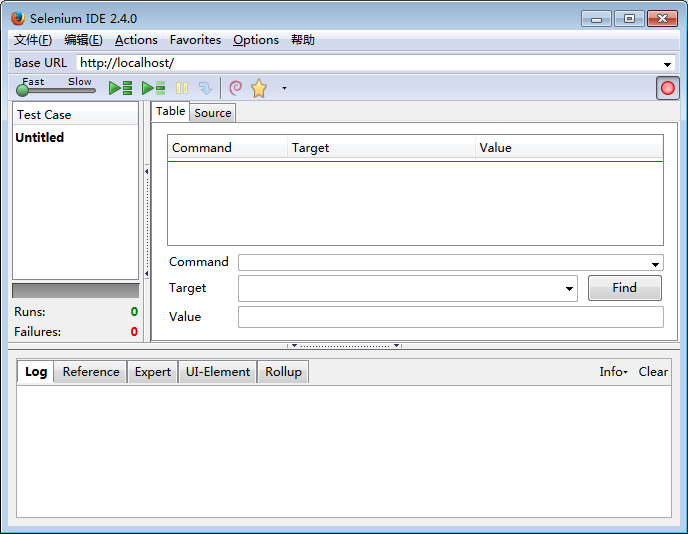 Selenium IDE 2.4.0
文件(F) 编辑(E) Actions Favorites Options 帮助
Base URL http://localhost/
Fast Slow
Test Case
Untitled
Runs: 0
Failures: 0
Table Source
Command Target Value
Command
Target Find
Value
Log Reference Expert UI-Element Rollup Info Clear